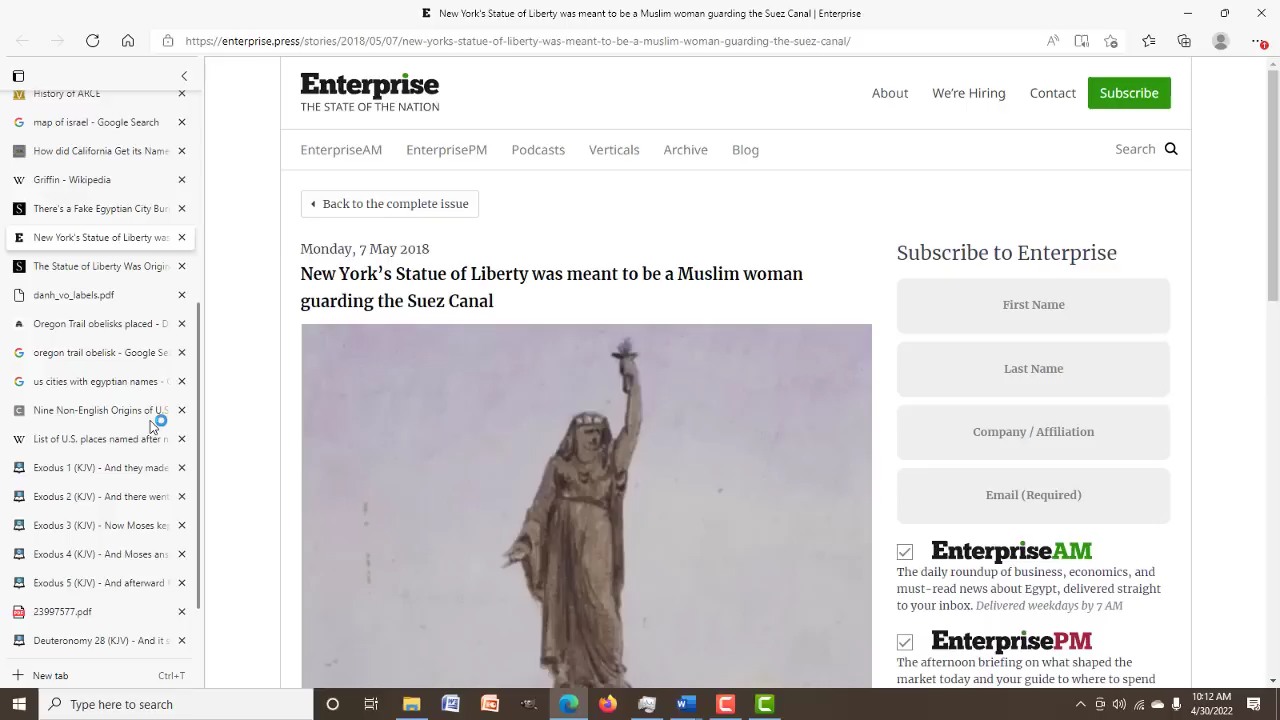 New York's Statue of Liberty was meant to be a Muslim woman guarding the Suez Canal | Enterprise
https://enterprise.press/stories/2018/05/07/new-yorks-statue-of-liberty-was-meant-to-be-a-muslim-woman-guarding-the-suez-canal/
History of ARCE
map of israel - Google Search
How did California Get its Name
Griffin - Wikipedia
There's a Fake Egyptian City Bur
New York's Statue of Liberty was
The Statue of Liberty Was Origin
danh_vo_labels.pdf
Oregon Trail obelisks placed - D
oregon trail obelisk - Google Se
us cities with egyptian names -
Nine Non-English Origins of U.S
List of U.S. places named after n
Exodus 1 (KJV) - And they made
Exodus 2 (KJV) - And there went
Exodus 3 (KJV) - Now Moses kep
Exodus 4 (KJV) - And Moses ans
Exodus 5 (KJV) - And afterward
23997577.pdf
Deuteronomy 28 (KJV) - And it s
New tab Ctrl+T
Enterprise
THE STATE OF THE NATION
About We're Hiring Contact Subscribe
EnterpriseAM EnterprisePM Podcasts Verticals Archive Blog Search
Back to the complete issue
Monday, 7 May 2018
New York's Statue of Liberty was meant to be a Muslim woman
guarding the Suez Canal
Subscribe to Enterprise
First Name
Last Name
Company / Affiliation
Email (Required)
EnterpriseAM
The daily roundup of business, economics, and
must-read news about Egypt, delivered straight
to your inbox. Delivered weekdays by 7 AM
EnterprisePM
The afternoon briefing on what shaped the
market today and your guide to where to spend
Type here to search
10:12 AM
4/30/2022